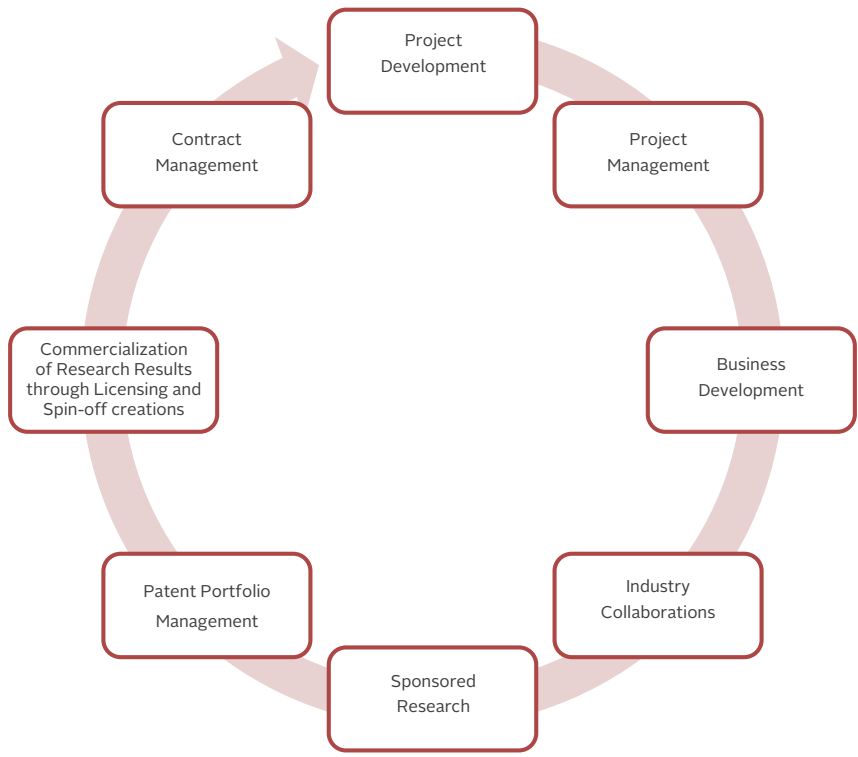 Project
Development
Project
Management
Business
Development
Industry
Collaborations
Sponsored
Research
Patent Portfolio
Management
Commercialization
of Research Results
through Licensing and
Spin-off creations
Contract
Management